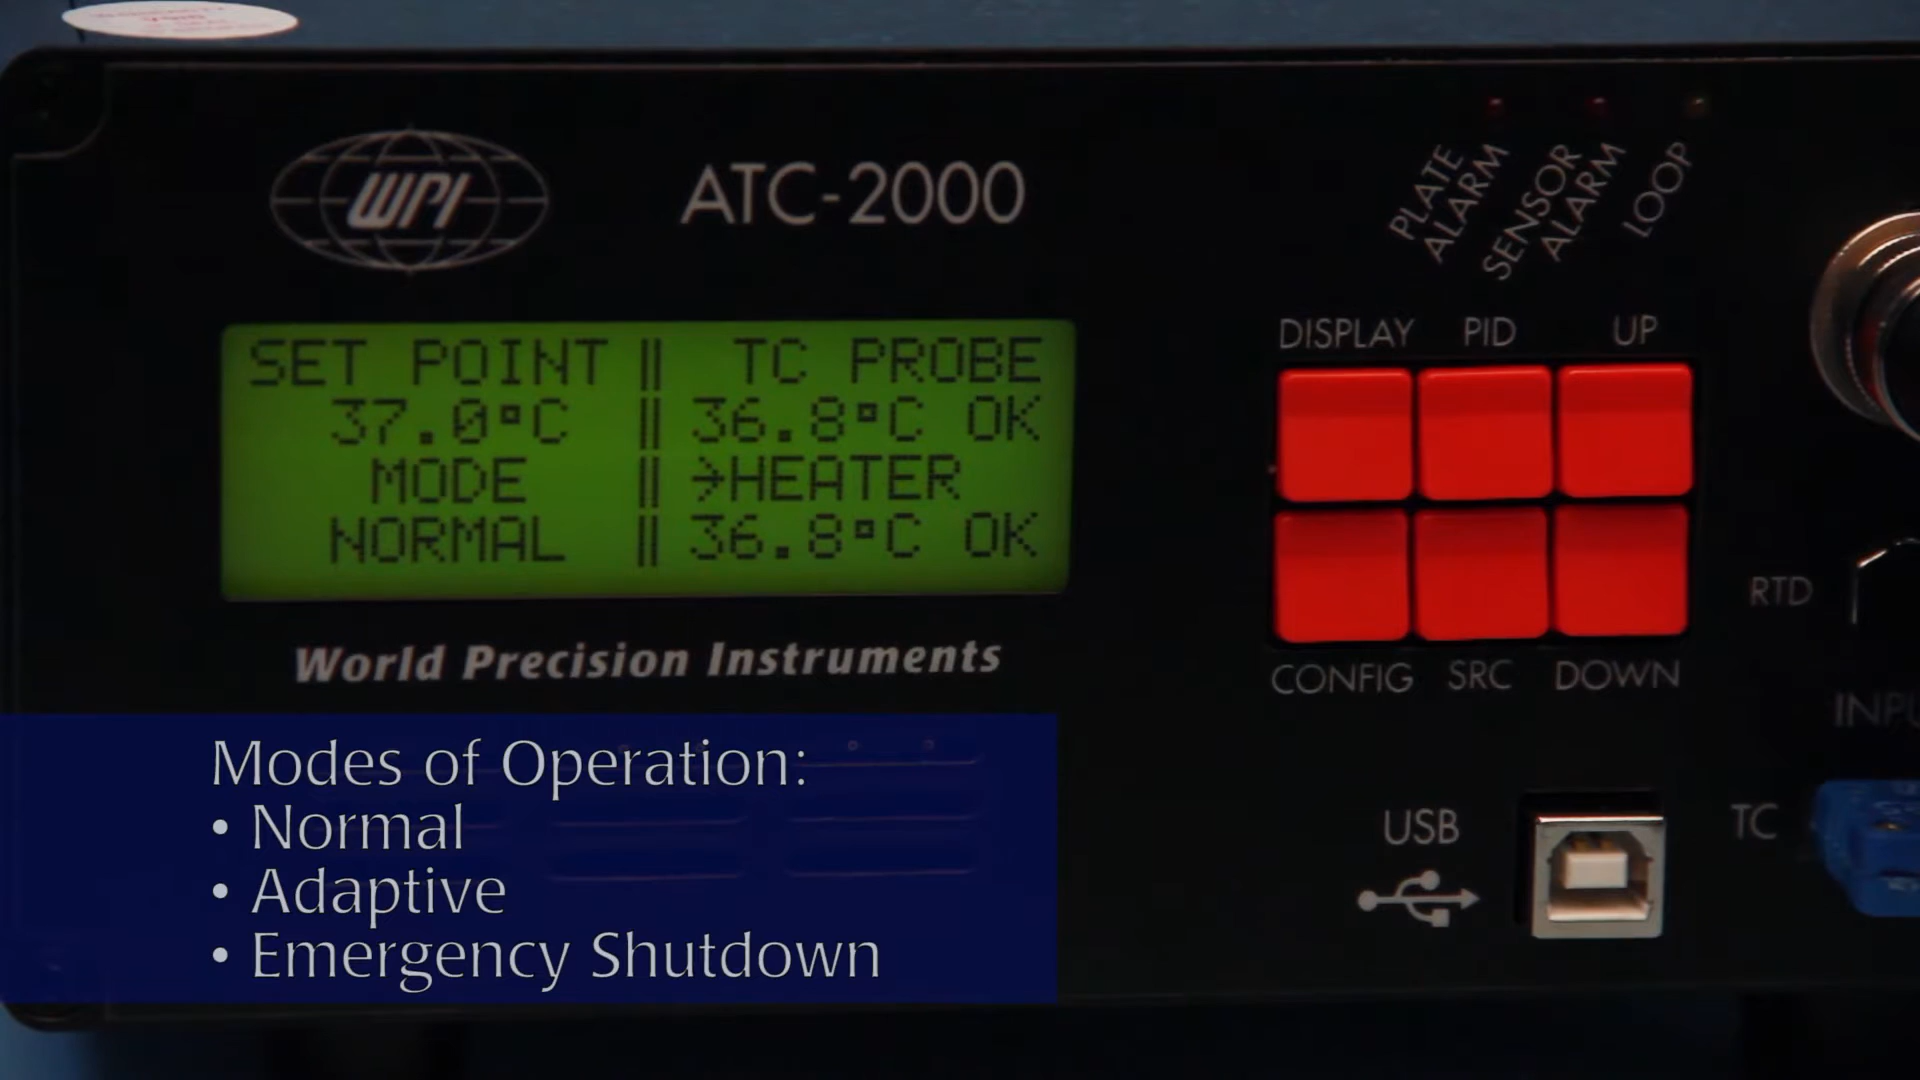 WPI
ATC-2000
PLATE
ALARM
SENSOR
ALARM
LOOP
SET POINT || TC PROBE
37.0°C || 36.8°C OK
MODE || →HEATER
NORMAL || 36.8°C OK
DISPLAY PID UP
CONFIG SRC DOWN
World Precision Instruments
RTD
USB
TC
Modes of Operation:
• Normal
• Adaptive
• Emergency Shutdown